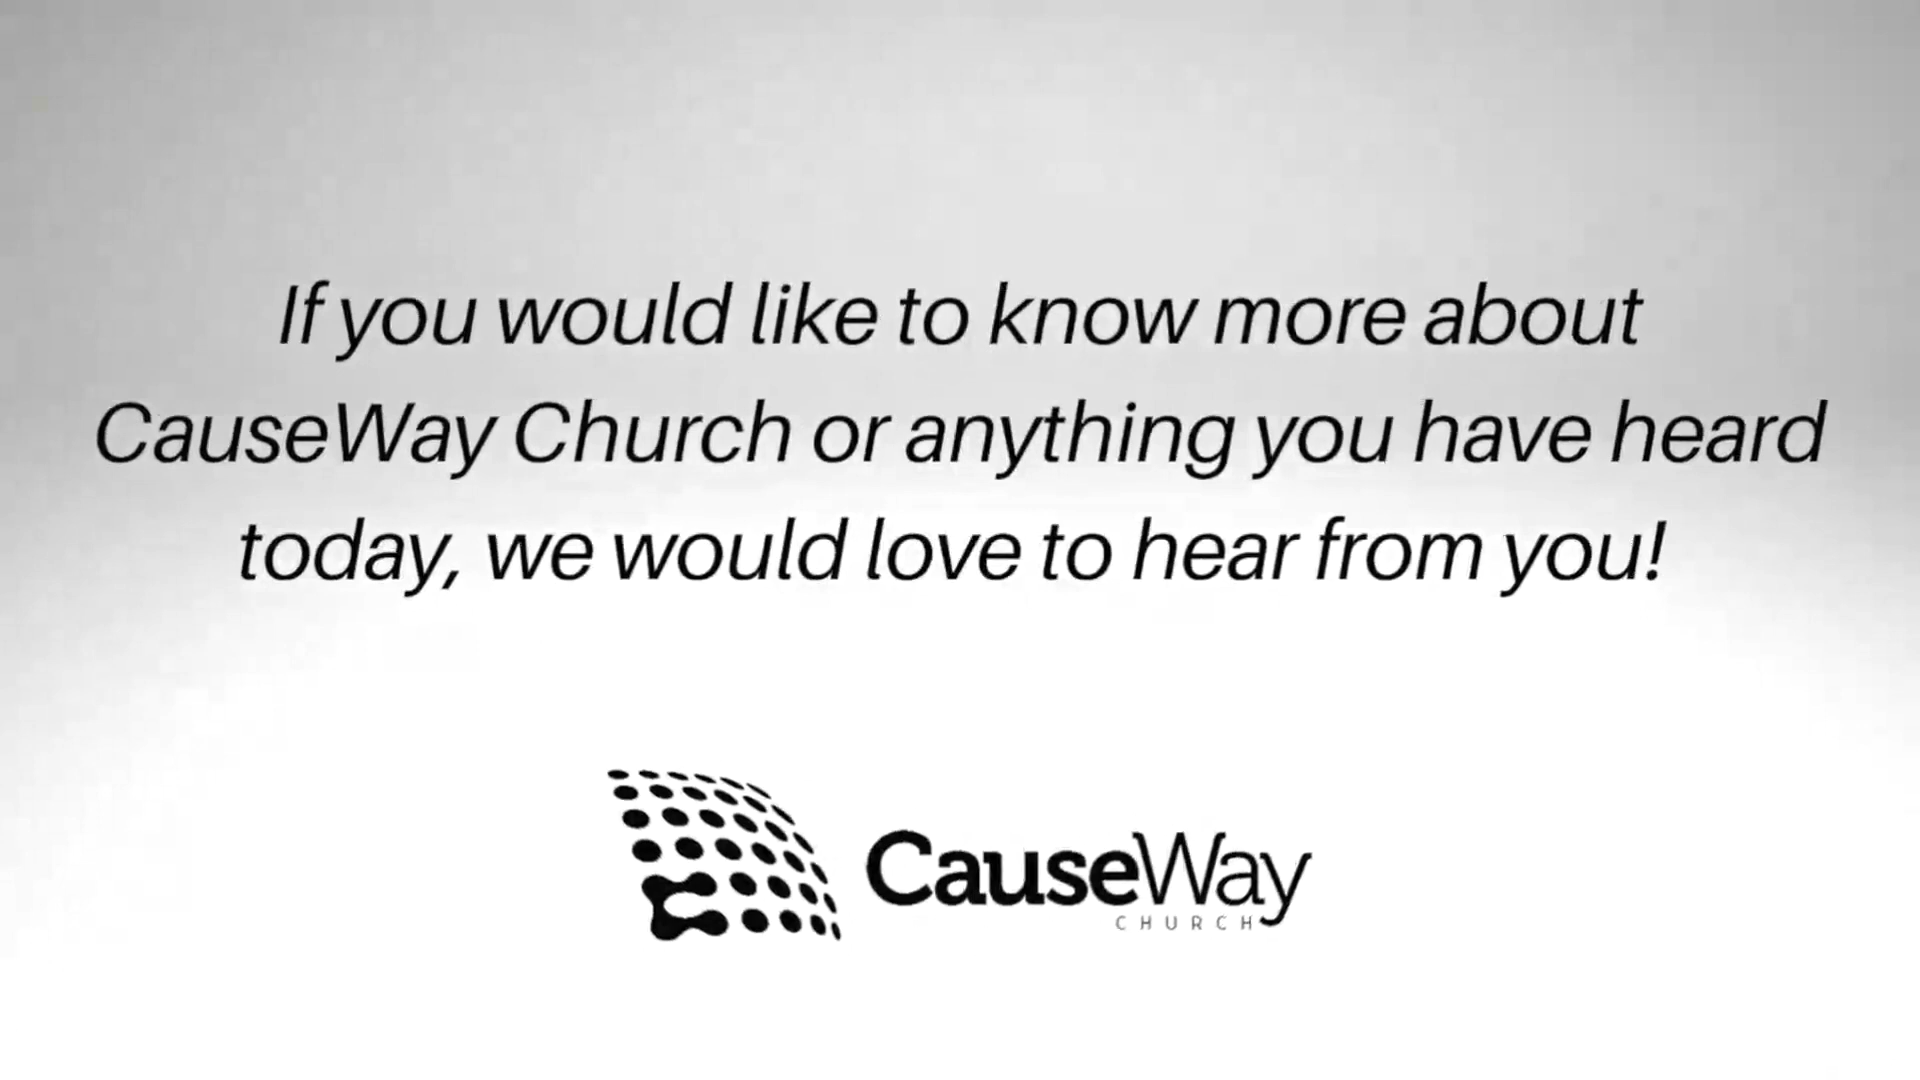 If you would like to know more about
CauseWay Church or anything you have heard
today, we would love to hear from you!
CauseWay
CHURCH